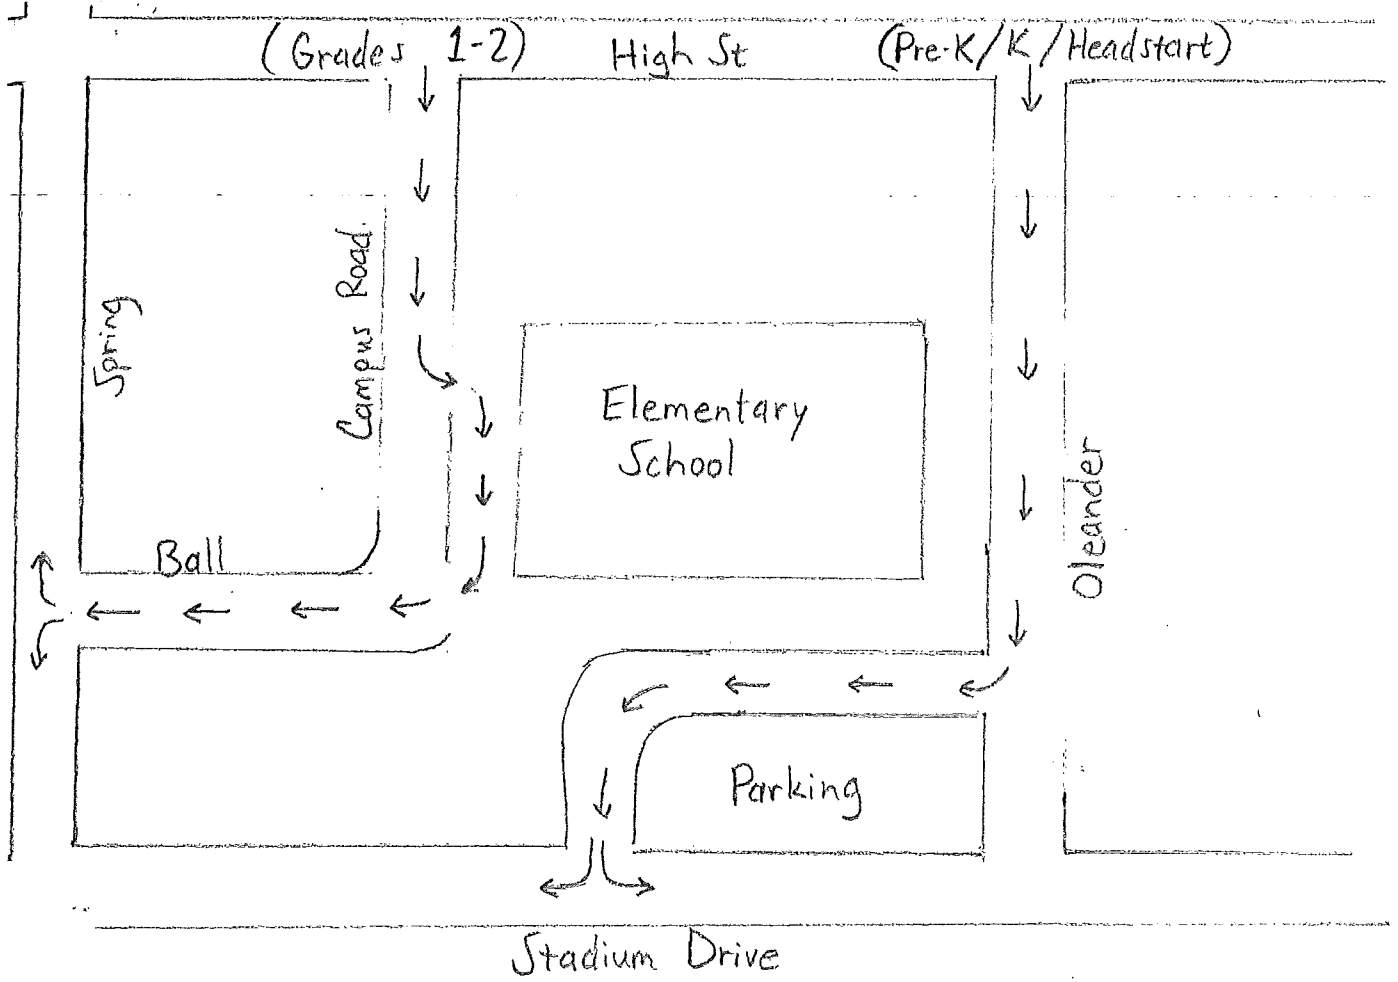 (Grades 1-2)
High St
(Pre-K/K/Headstart)
Campus Road.
Spring
Elementary
School
Oleander
Ball
Parking
Stadium Drive